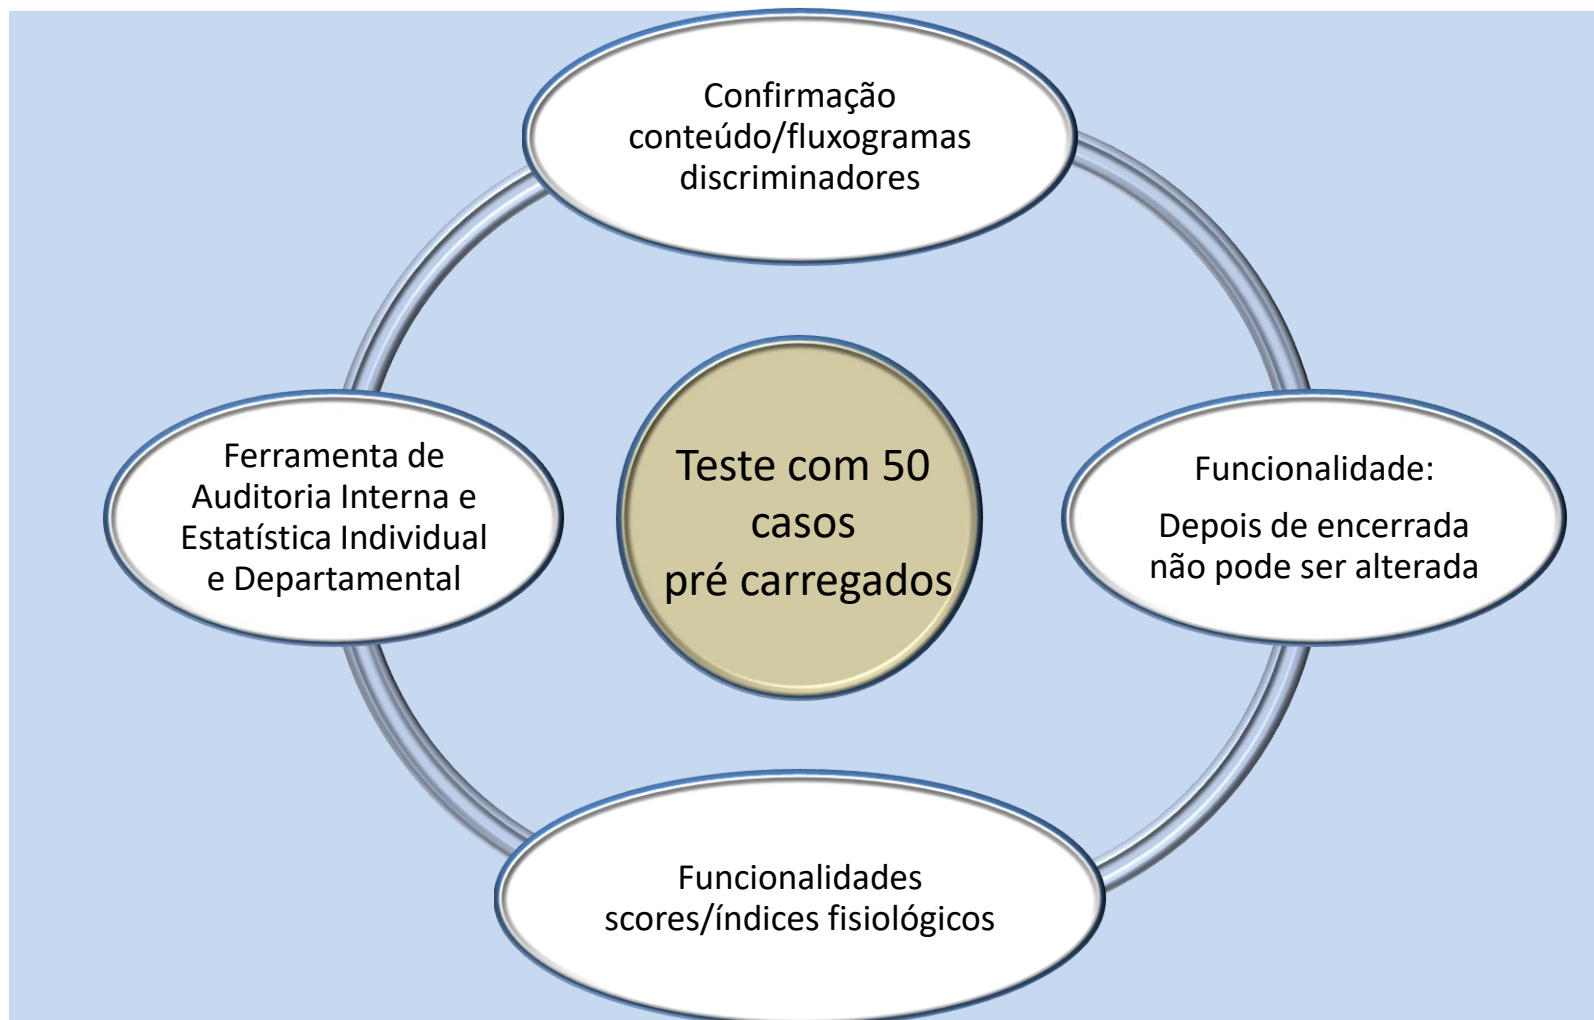 Confirmação
conteúdo/fluxogramas
discriminadores
Ferramenta de
Auditoria Interna e
Estatística Individual
e Departamental
Teste com 50
casos
pré carregados
Funcionalidade:
Depois de encerrada
não pode ser alterada
Funcionalidades
scores/índices fisiológicos